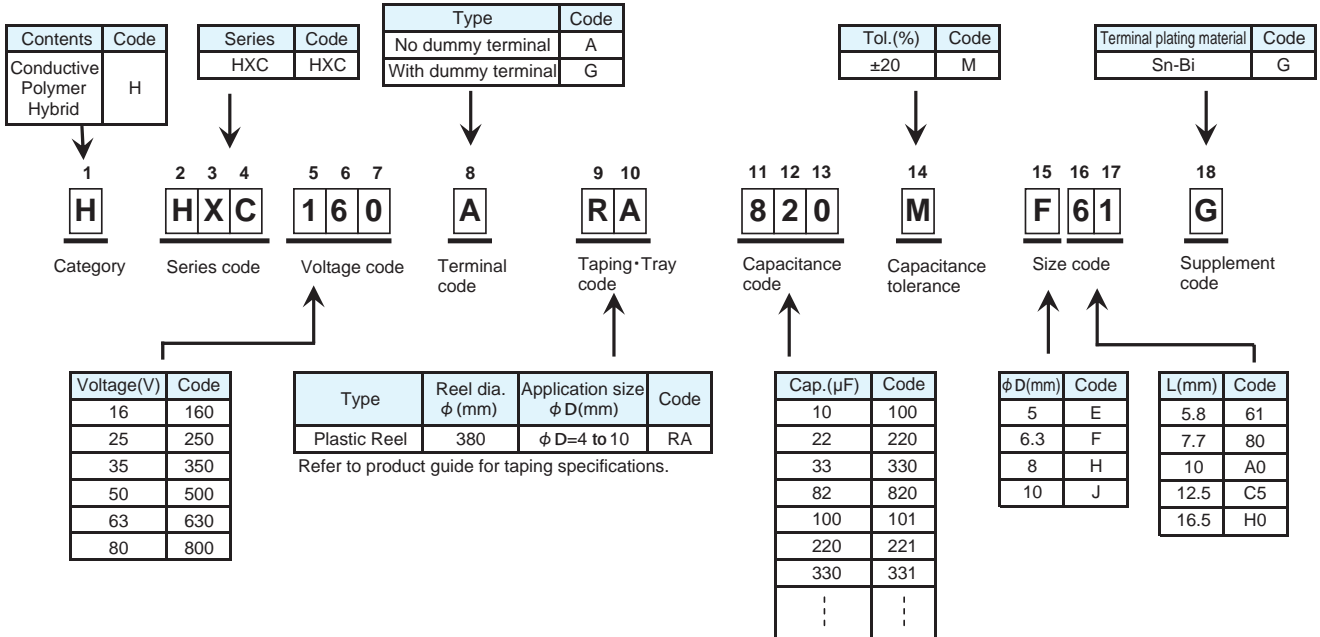 Contents Code
Conductive Polymer Hybrid H
Series Code
HXC HXC
Type Code
No dummy terminal A
With dummy terminal G
Tol.(%) Code
±20 M
Terminal plating material Code
Sn-Bi G
1 2 3 4 5 6 7 8 9 10 11 12 13 14 15 16 17 18
H H X C 1 6 0 A R A 8 2 0 M F 6 1 G
Category
Series code
Voltage code
Terminal
code
Taping・Tray
code
Capacitance
code
Capacitance
tolerance
Size code
Supplement
code
Voltage(V) Code
16 160
25 250
35 350
50 500
63 630
80 800
Type Reel dia. φ (mm) Application size φ D(mm) Code
Plastic Reel 380 φ D=4 to 10 RA
Refer to product guide for taping specifications.
Cap.(µF) Code
10 100
22 220
33 330
82 820
100 101
220 221
330 331
φ D(mm) Code
5 E
6.3 F
8 H
10 J
L(mm) Code
5.8 61
7.7 80
10 A0
12.5 C5
16.5 H0